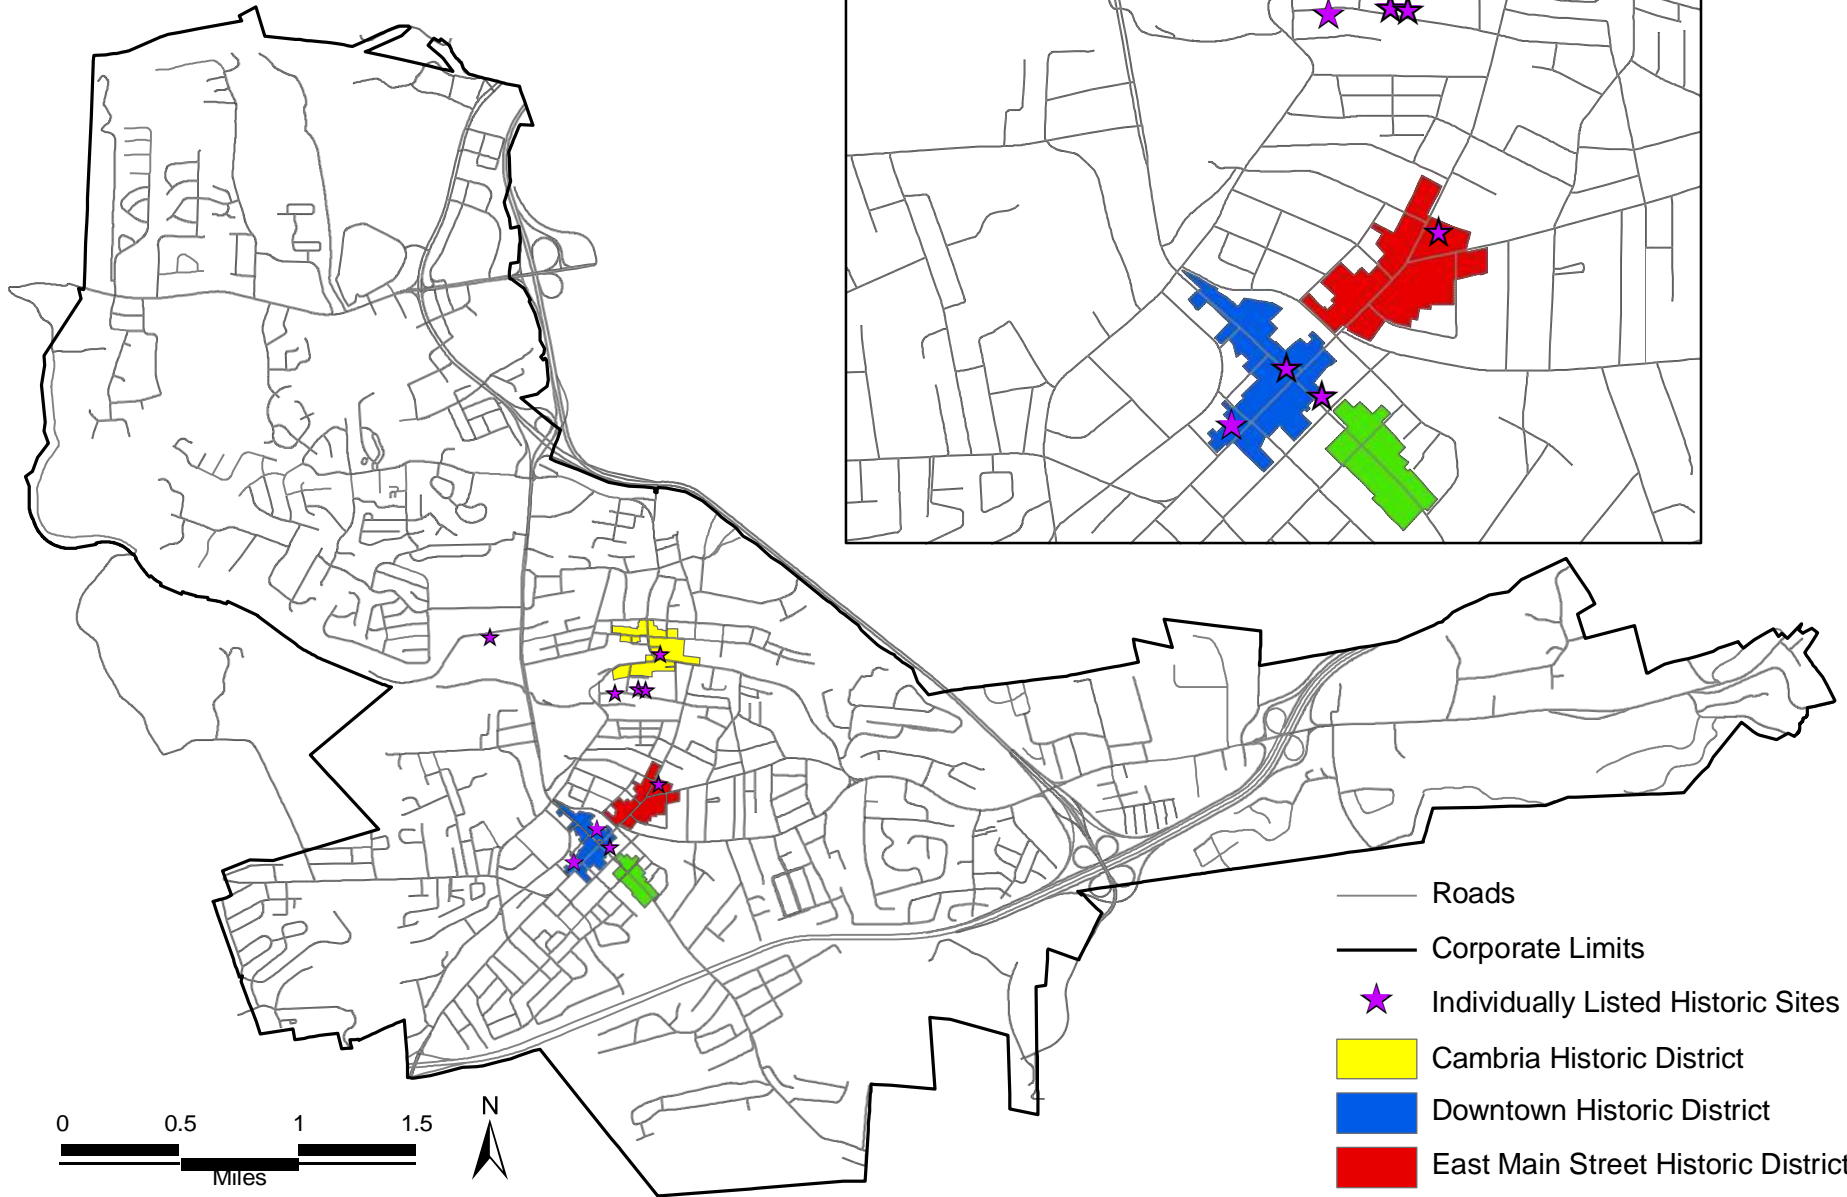 Roads
Corporate Limits
Individually Listed Historic Sites
Cambria Historic District
Downtown Historic District
East Main Street Historic District
0 0.5 1 1.5
Miles
N